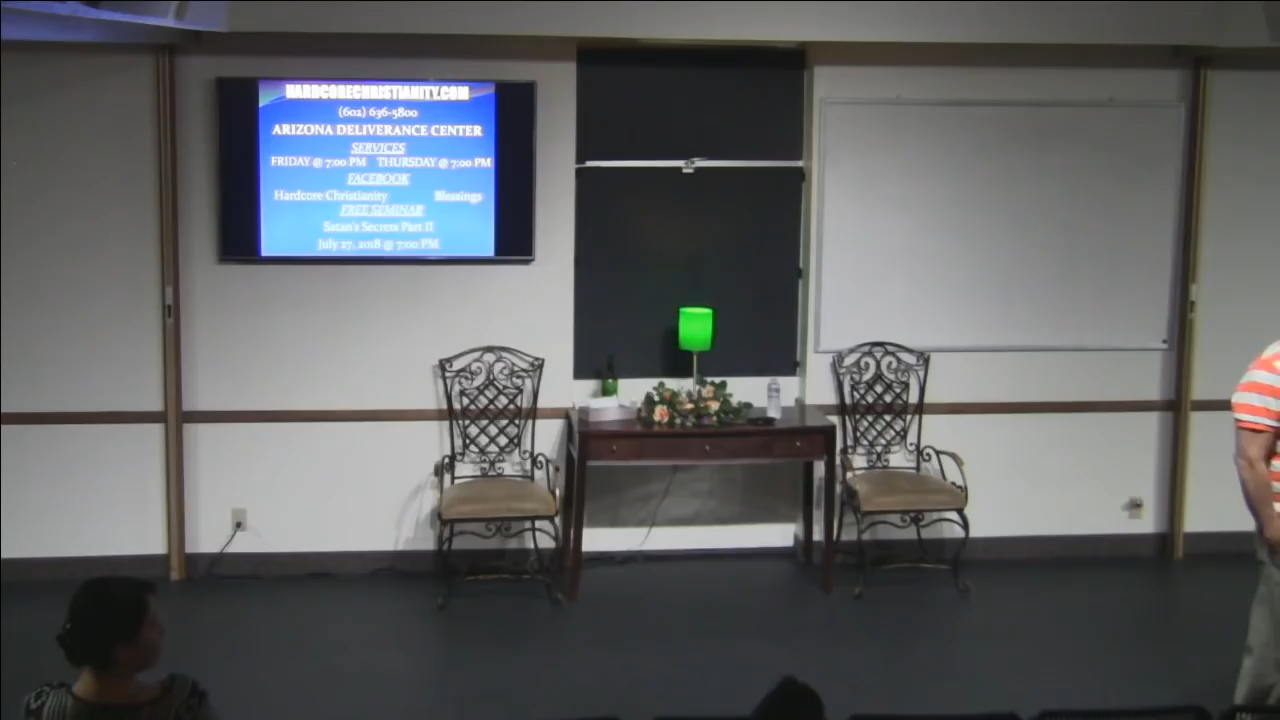 HARDCORECHRISTIANITY.COM
(602) 636-5800
ARIZONA DELIVERANCE CENTER
SERVICES
FRIDAY @ 7:00 PM THURSDAY @ 7:00 PM
FACEBOOK
Hardcore Christianity Blessings
FREE SEMINAR
Satan's Secrets Part II
July 27, 2018 @ 7:00 PM